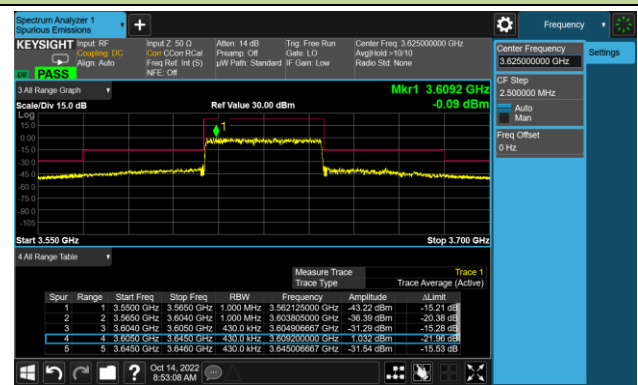 Spectrum Analyzer 1
Spurious Emissions
Frequency
KEYSIGHT Input: RF
Coupling: DC
Align: Auto
Input Z: 50 Ω
Corr CCorr RCal
Freq Ref: Int (S)
NFE: Off
Atten: 14 dB
Preamp: Off
µW Path: Standard
Trig: Free Run
Gate: LO
IF Gain: Low
Center Freq: 3.625000000 GHz
Avg|Hold:>10/10
Radio Std: None
LXI PASS
Center Frequency
3.625000000 GHz
Settings
CF Step
2.500000 MHz
Auto
Man
Freq Offset
0 Hz
3 All Range Graph
Mkr1 3.6092 GHz
Scale/Div 15.0 dB
Ref Value 30.00 dBm
-0.09 dBm
Log
15.0
0.00
-15.0
-30.0
-45.0
-60.0
-75.0
-90.0
-105
1
Start 3.550 GHz
Stop 3.700 GHz
4 All Range Table
Measure Trace Trace 1
Trace Type Trace Average (Active)
Spur Range Start Freq Stop Freq RBW Frequency Amplitude ΔLimit
1 1 3.5500 GHz 3.5650 GHz 1.000 MHz 3.562125000 GHz -43.22 dBm -15.21 dB
2 2 3.5650 GHz 3.6040 GHz 1.000 MHz 3.603805000 GHz -36.39 dBm -20.38 dB
3 3 3.6040 GHz 3.6050 GHz 430.0 kHz 3.604906667 GHz -31.29 dBm -15.28 dB
4 4 3.6050 GHz 3.6450 GHz 430.0 kHz 3.609200000 GHz 1.032 dBm -21.96 dB
5 5 3.6450 GHz 3.6460 GHz 430.0 kHz 3.645006667 GHz -31.54 dBm -15.53 dB
Oct 14, 2022
8:53:08 AM